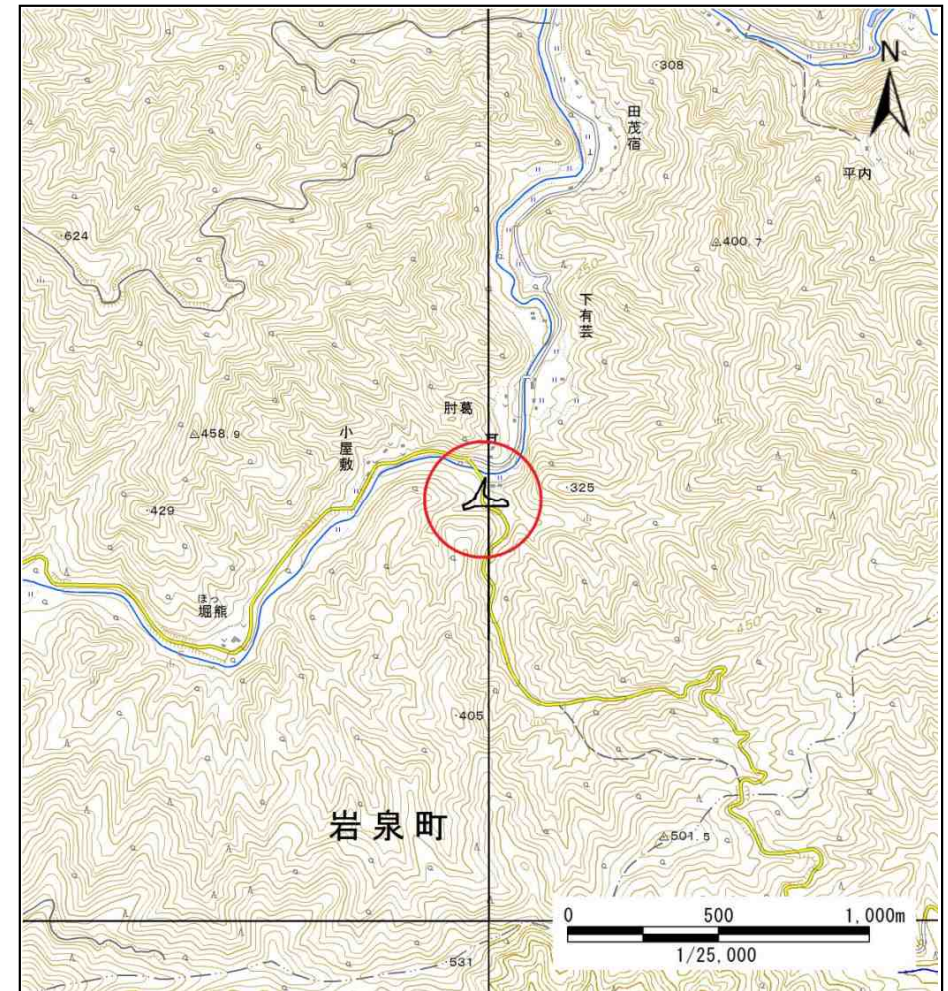 N
・308
田茂宿
平内
・624
400.7
250
下有芸
肘葛
458.9
小屋敷
・325
・429
ほっ
堀熊
450
・405
岩泉町
501.5
0 500 1,000m
1/25,000
・531